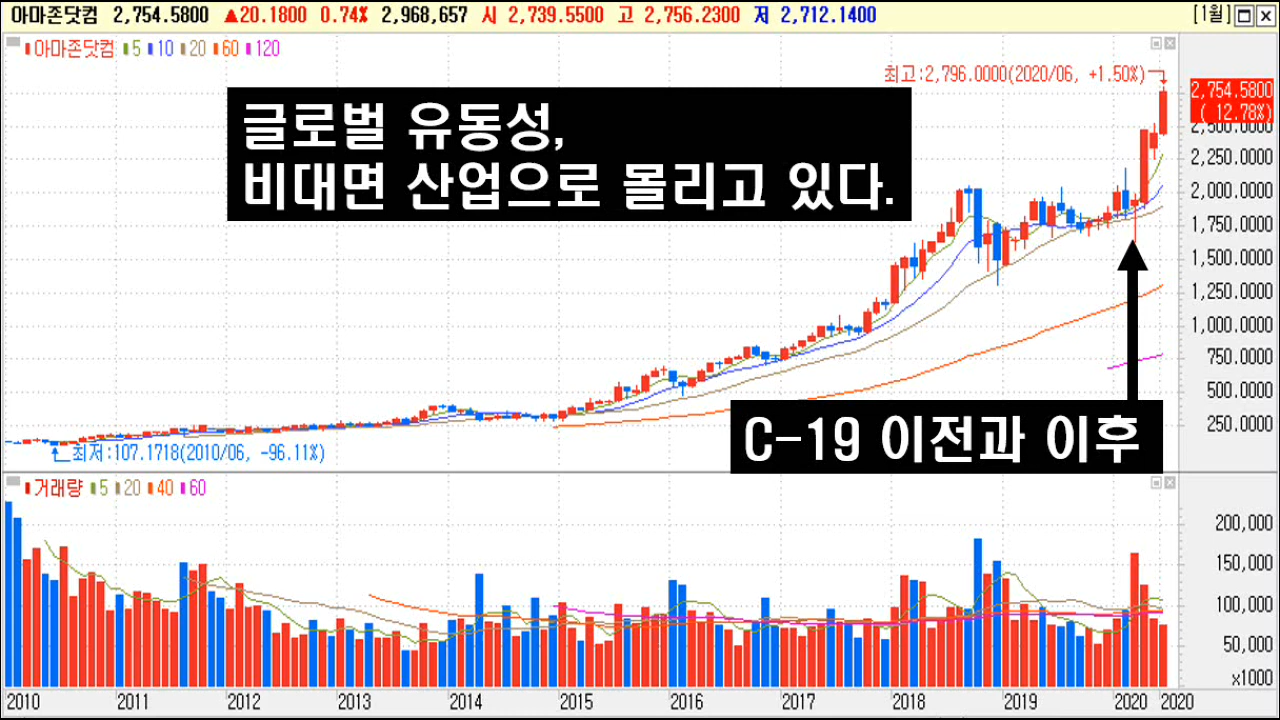 아마존닷컴 2,754.5800 ▲20.1800 0.74% 2,968,657 시 2,739.5500 고 2,756.2300 저 2,712.1400 [1월]
아마존닷컴 5 10 20 60 120
최고:2,796.0000(2020/06, +1.50%)
2,754.5800
( 12.78%)
글로벌 유동성,
비대면 산업으로 몰리고 있다.
2,500.0000
2,250.0000
2,000.0000
1,750.0000
1,500.0000
1,250.0000
1,000.0000
750.0000
500.0000
250.0000
C-19 이전과 이후
최저:107.1718(2010/06, -96.11%)
거래량 5 20 40 60
200,000
150,000
100,000
50,000
x1000
2010 2011 2012 2013 2014 2015 2016 2017 2018 2019 2020 2020